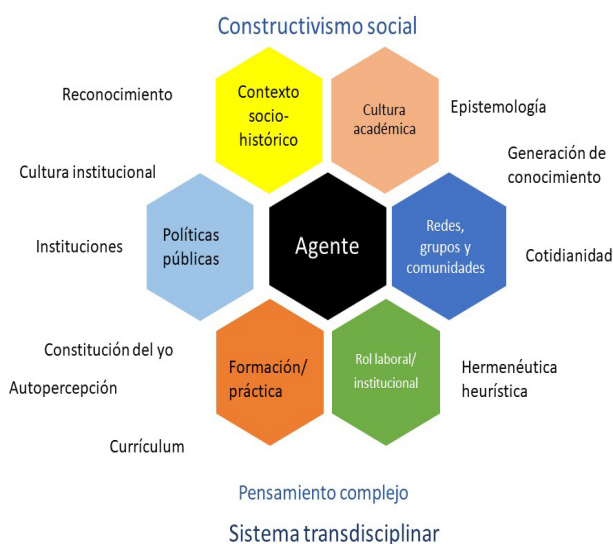 Constructivismo social
Reconocimiento
Contexto
socio-
histórico
Cultura
académica
Epistemología
Generación de
conocimiento
Cultura institucional
Instituciones
Políticas
públicas
Agente
Redes,
grupos y
comunidades
Cotidianidad
Constitución del yo
Autopercepción
Formación/
práctica
Rol laboral/
institucional
Hermenéutica
heurística
Currículum
Pensamiento complejo
Sistema transdisciplinar